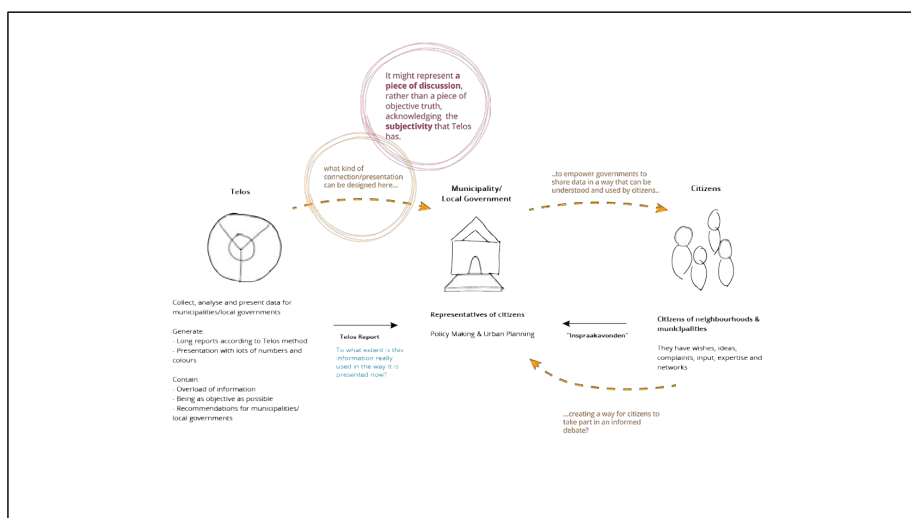 It might represent a
piece of discussion,
rather than a piece of
objective truth,
acknowledging the
subjectivity that Telos
has.
what kind of
connection/presentation
can be designed here...
Telos
Municipality/
Local Government
..to empower governments to
share data in a way that can be
understood and used by citizens..
Citizens
Collect, analyse and present data for
municipalities/local governments
Generate:
- Long reports according to Telos method
- Presentation with lots of numbers and
colours
Contain:
- Overload of information
- Being as objective as possible
- Recommendations for municipalities/
local governments
Telos Report
To what extent is this
information really
used in the way it is
presented now?
Representatives of citizens
Policy Making & Urban Planning
"Inspraakavonden"
Citizens of neighbourhoods &
municipalities
They have wishes, ideas,
complaints, input, expertise and
networks
...creating a way for citizens to
take part in an informed
debate?